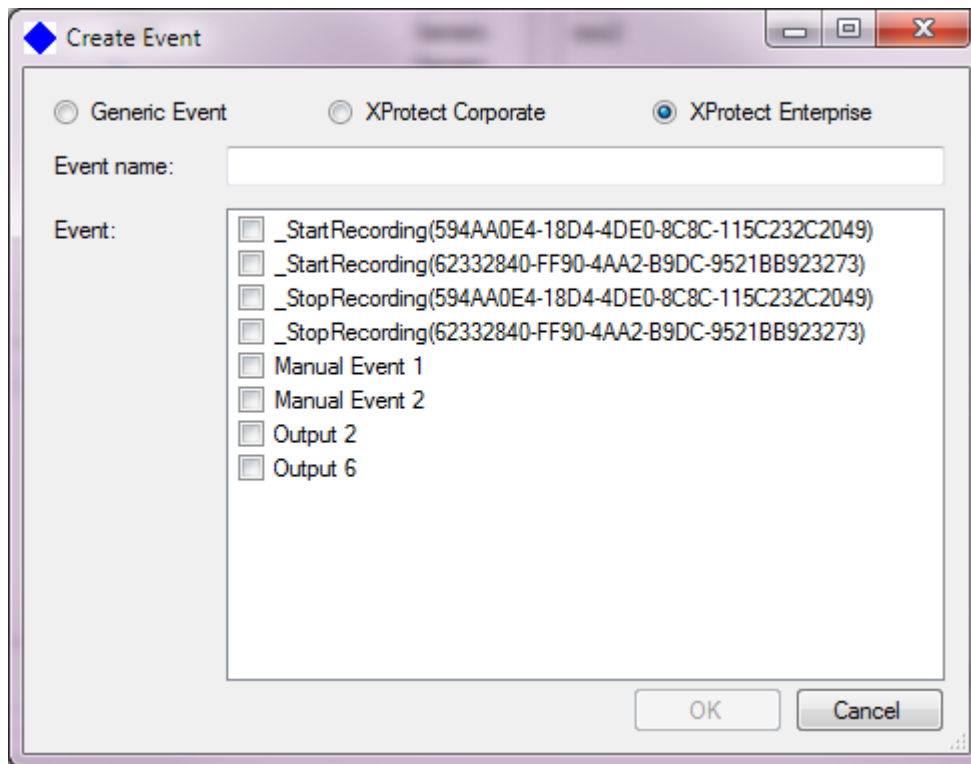 Create Event
Generic Event XProtect Corporate XProtect Enterprise
Event name:
Event:
_StartRecording(594AA0E4-18D4-4DE0-8C8C-115C232C2049)
_StartRecording(62332840-FF90-4AA2-B9DC-9521BB923273)
_StopRecording(594AA0E4-18D4-4DE0-8C8C-115C232C2049)
_StopRecording(62332840-FF90-4AA2-B9DC-9521BB923273)
Manual Event 1
Manual Event 2
Output 2
Output 6
OK Cancel